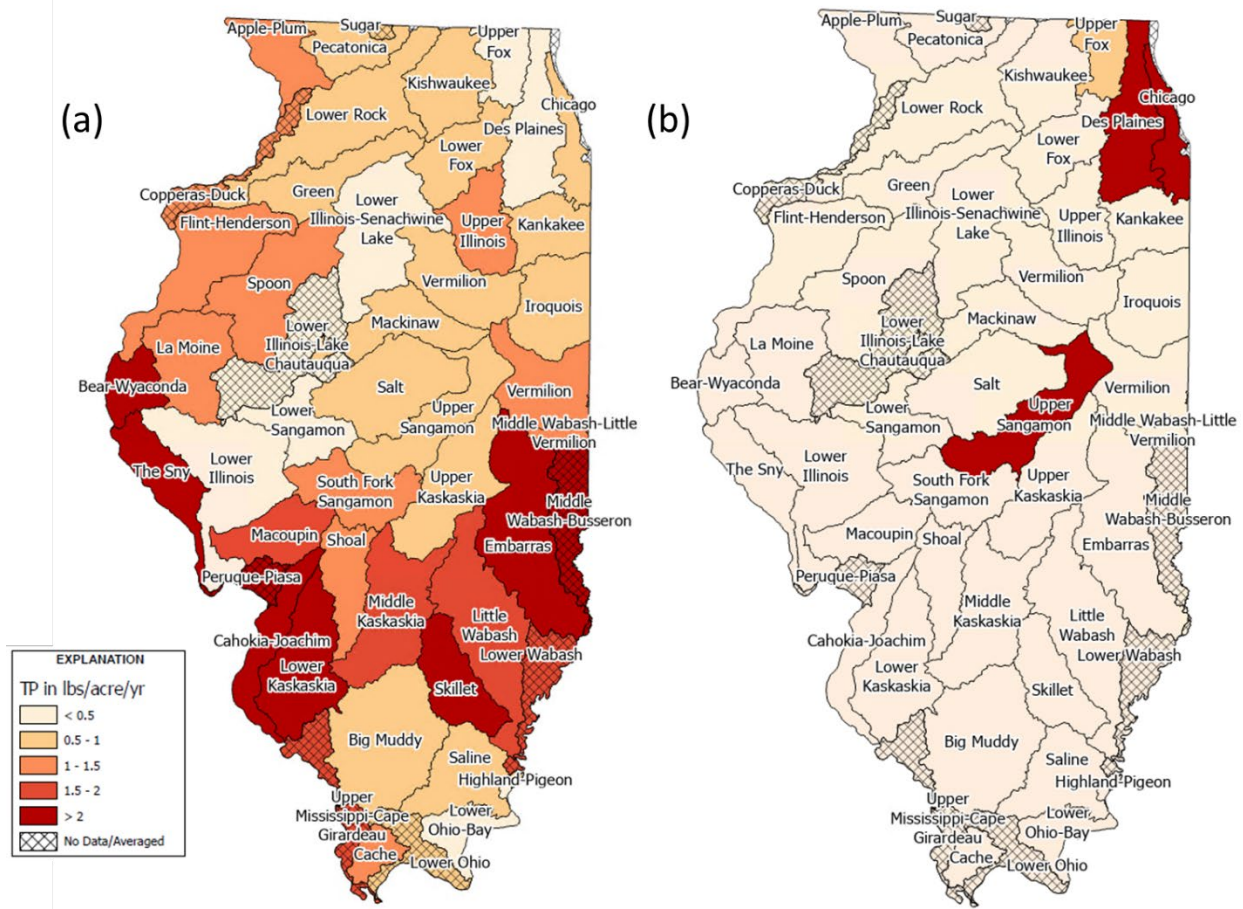 (a)
Apple-Plum
Sugar
Pecatonica
Upper
Fox
Kishwaukee
Chicago
Lower Rock
Des Plaines
Lower
Fox
Copperas-Duck
Green
Lower
Illinois-Senachwine
Lake
Flint-Henderson
Upper
Illinois
Kankakee
Spoon
Vermilion
Iroquois
Lower
Illinois-Lake
Chautauqua
Mackinaw
La Moine
Bear-Wyaconda
Salt
Vermilion
Lower
Sangamon
Upper
Sangamon
Middle Wabash-Little
Vermilion
The Sny
Lower
Illinois
South Fork
Sangamon
Upper
Kaskaskia
Middle
Wabash-Busseron
Macoupin
Shoal
Embarras
Peruque-Piasa
Middle
Kaskaskia
Little
Wabash
Cahokia-Joachim
Lower Wabash
Lower
Kaskaskia
Skillet
Big Muddy
Saline
Highland-Pigeon
Upper
Mississippi-Cape
Girardeau
Lower
Ohio-Bay
Cache
Lower Ohio
EXPLANATION
TP in lbs/acre/yr
< 0.5
0.5 - 1
1 - 1.5
1.5 - 2
> 2
No Data/Averaged
(b)
Apple-Plum
Sugar
Pecatonica
Upper
Fox
Kishwaukee
Chicago
Lower Rock
Des Plaines
Lower
Fox
Copperas-Duck
Green
Lower
Illinois-Senachwine
Lake
Flint-Henderson
Upper
Illinois
Kankakee
Spoon
Vermilion
Iroquois
Lower
Illinois-Lake
Chautauqua
Mackinaw
La Moine
Bear-Wyaconda
Salt
Vermilion
Lower
Sangamon
Upper
Sangamon
Middle Wabash-Little
Vermilion
The Sny
Lower
Illinois
South Fork
Sangamon
Upper
Kaskaskia
Middle
Wabash-Busseron
Macoupin
Shoal
Embarras
Peruque-Piasa
Middle
Kaskaskia
Little
Wabash
Cahokia-Joachim
Lower Wabash
Lower
Kaskaskia
Skillet
Big Muddy
Saline
Highland-Pigeon
Upper
Mississippi-Cape
Girardeau
Lower
Ohio-Bay
Cache
Lower Ohio